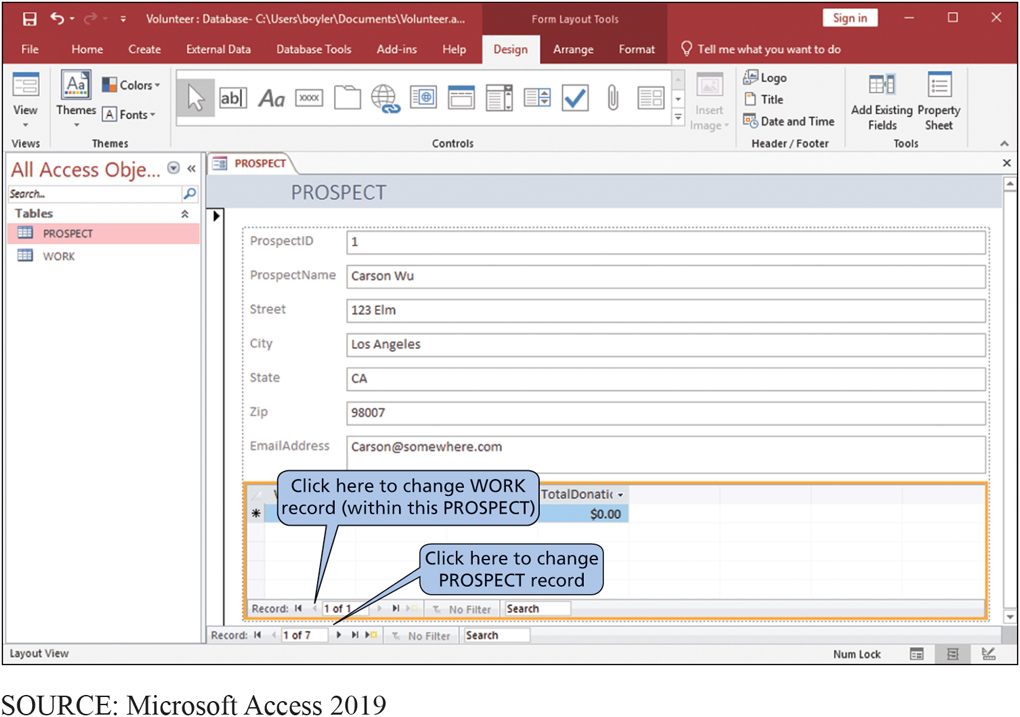 Volunteer : Database- C:\Users\boyler\Documents\Volunteer.a...
Form Layout Tools
Sign in
File Home Create External Data Database Tools Add-ins Help Design Arrange Format Tell me what you want to do
View
Views
Aa
Themes
Colors
A Fonts
Themes
ab|
Aa
XXXX
Controls
Insert
Image
Logo
Title
Date and Time
Header / Footer
Add Existing
Fields
Property
Sheet
Tools
All Access Obje...
Search...
Tables
PROSPECT
WORK
PROSPECT
PROSPECT
ProspectID 1
ProspectName Carson Wu
Street 123 Elm
City Los Angeles
State CA
Zip 98007
EmailAddress Carson@somewhere.com
TotalDonatic
$0.00
Click here to change WORK
record (within this PROSPECT)
Click here to change
PROSPECT record
Record: 1 of 1 No Filter Search
Record: 1 of 7 No Filter Search
Layout View
Num Lock
SOURCE: Microsoft Access 2019